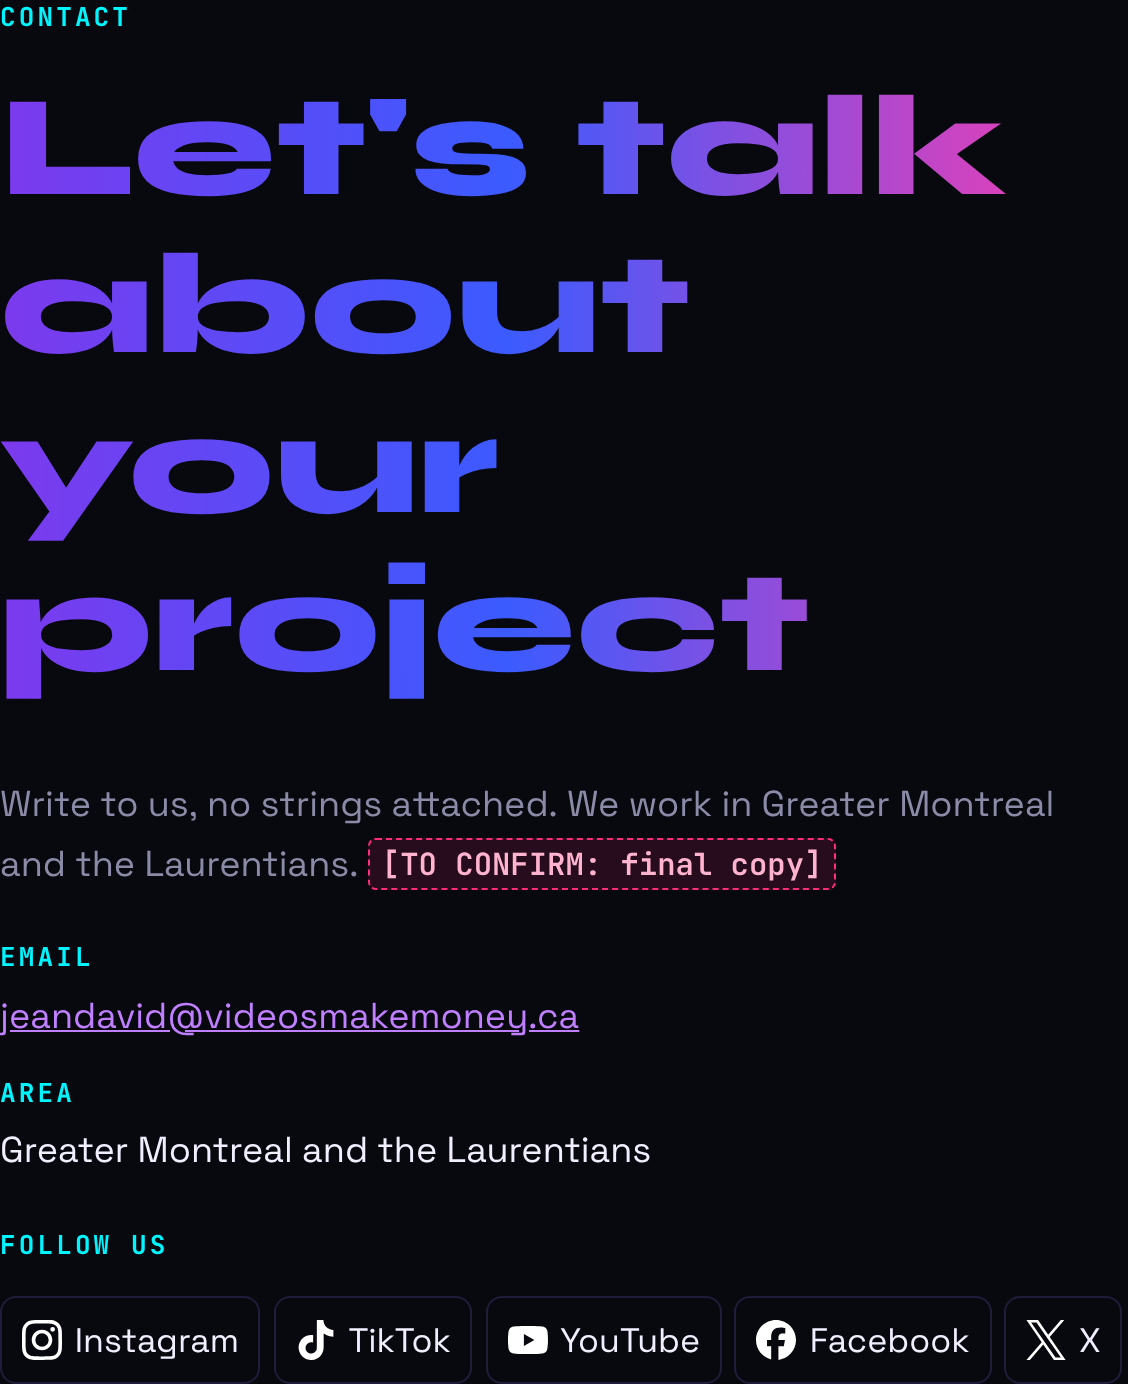 CONTACT
Let's talk
about
your
project
Write to us, no strings attached. We work in Greater Montreal
and the Laurentians. [TO CONFIRM: final copy]
EMAIL
jeandavid@videosmakemoney.ca
AREA
Greater Montreal and the Laurentians
FOLLOW US
Instagram TikTok YouTube Facebook X